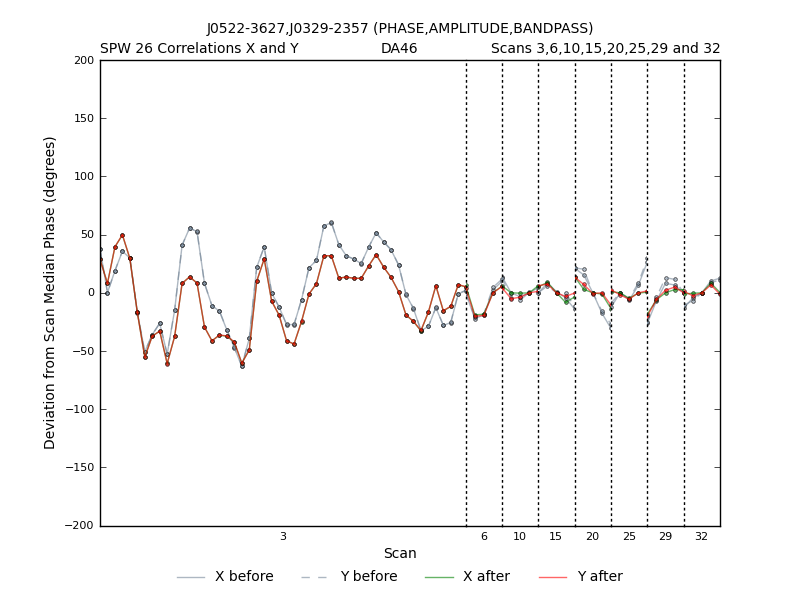 J0522-3627,J0329-2357 (PHASE,AMPLITUDE,BANDPASS)
SPW 26 Correlations X and Y DA46 Scans 3,6,10,15,20,25,29 and 32
200
150
100
50
0
−50
−100
−150
−200
Deviation from Scan Median Phase (degrees)
3 6 10 15 20 25 29 32
Scan
X before Y before X after Y after